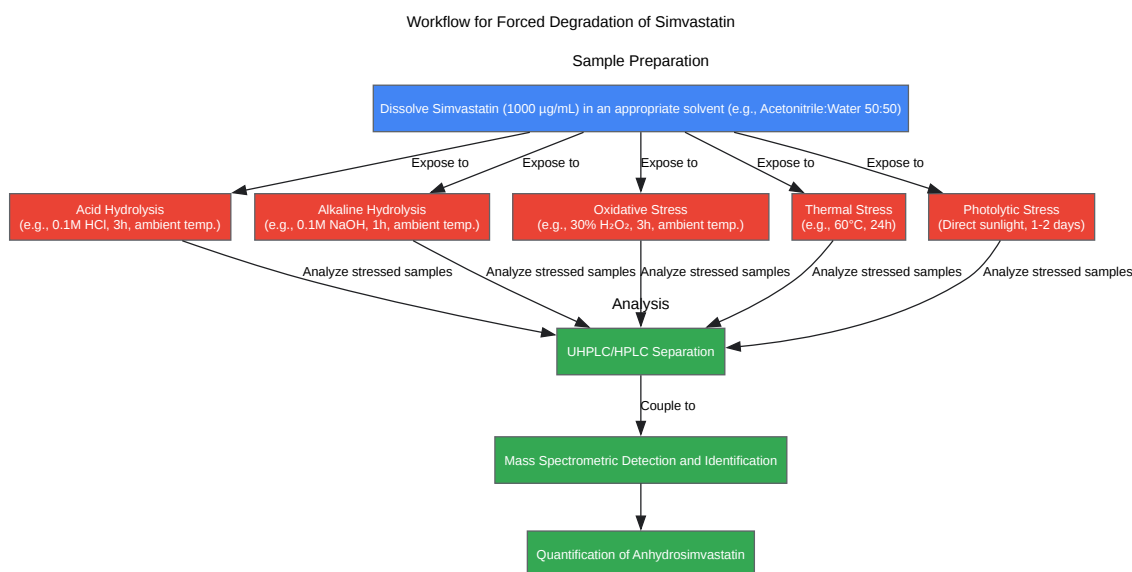 Workflow for Forced Degradation of Simvastatin
Sample Preparation
Dissolve Simvastatin (1000 µg/mL) in an appropriate solvent (e.g., Acetonitrile:Water 50:50)
Expose to
Expose to
Expose to
Expose to
Expose to
Acid Hydrolysis
(e.g., 0.1M HCl, 3h, ambient temp.)
Alkaline Hydrolysis
(e.g., 0.1M NaOH, 1h, ambient temp.)
Oxidative Stress
(e.g., 30% H₂O₂, 3h, ambient temp.)
Thermal Stress
(e.g., 60°C, 24h)
Photolytic Stress
(Direct sunlight, 1-2 days)
Analyze stressed samples
Analyze stressed samples
Analyze stressed samples
Analyze stressed samples
Analyze stressed samples
Analysis
UHPLC/HPLC Separation
Couple to
Mass Spectrometric Detection and Identification
Quantification of Anhydrosimvastatin